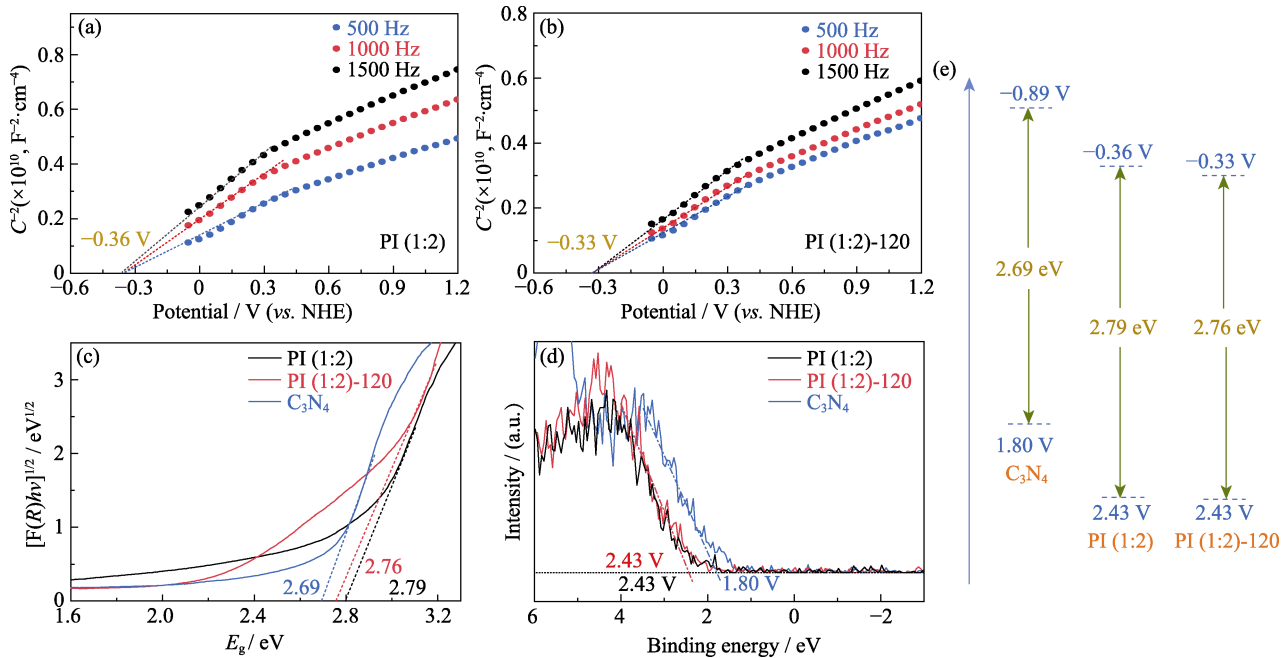 (a)
500 Hz
1000 Hz
1500 Hz
C⁻²(×10¹⁰, F⁻²·cm⁻⁴)
0.8
0.6
0.4
0.2
0
−0.36 V
PI (1:2)
−0.6
−0.3
0
0.3
0.6
0.9
1.2
Potential / V (vs. NHE)
(b)
500 Hz
1000 Hz
1500 Hz
C⁻²(×10¹⁰, F⁻²·cm⁻⁴)
0.8
0.6
0.4
0.2
0
−0.33 V
PI (1:2)-120
−0.6
−0.3
0
0.3
0.6
0.9
1.2
Potential / V (vs. NHE)
(c)
PI (1:2)
PI (1:2)-120
C₃N₄
[F(R)hν]^1/2 / eV^1/2
3
2
1
0
2.69
2.76
2.79
1.6
2.0
2.4
2.8
3.2
Eg / eV
(d)
PI (1:2)
PI (1:2)-120
C₃N₄
Intensity / (a.u.)
2.43 V
2.43 V
1.80 V
6
4
2
0
−2
Binding energy / eV
(e)
−0.89 V
−0.36 V
−0.33 V
2.69 eV
2.79 eV
2.76 eV
1.80 V
C₃N₄
2.43 V
2.43 V
PI (1:2)
PI (1:2)-120